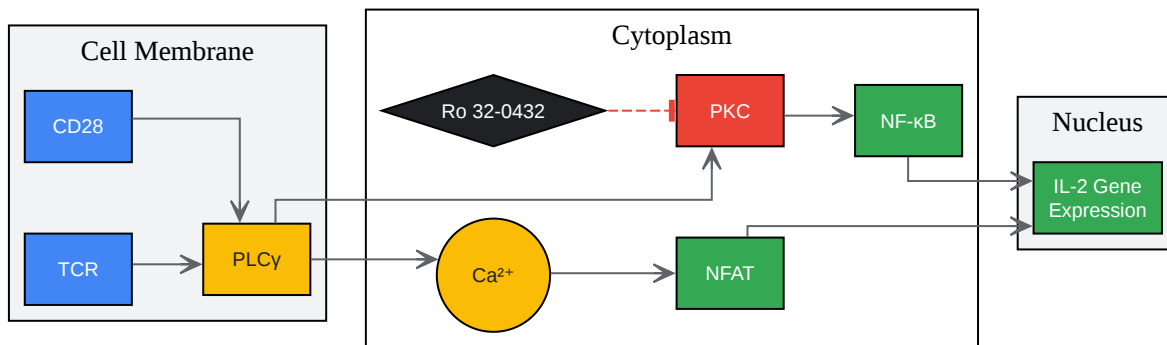 Cell Membrane
CD28
TCR
PLCγ
Cytoplasm
Ro 32-0432
PKC
NF-κB
Ca²⁺
NFAT
Nucleus
IL-2 Gene
Expression